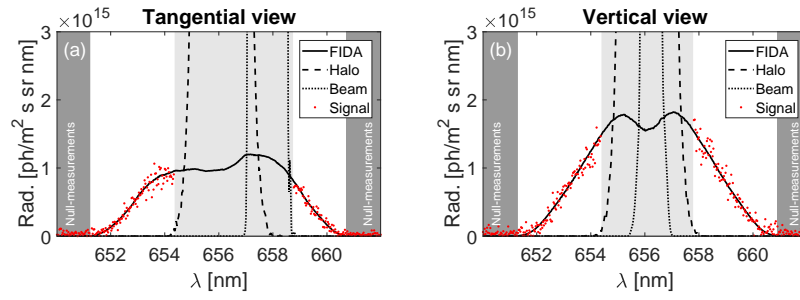 Tangential view
× 10^15
(a)
FIDA
Halo
Beam
Signal
Null-measurements
Null-measurements
Rad. [ph/m² s sr nm]
3
2
1
0
652 654 656 658 660
λ [nm]
Vertical view
× 10^15
(b)
FIDA
Halo
Beam
Signal
Null-measurements
Null-measurements
Rad. [ph/m² s sr nm]
3
2
1
0
652 654 656 658 660
λ [nm]